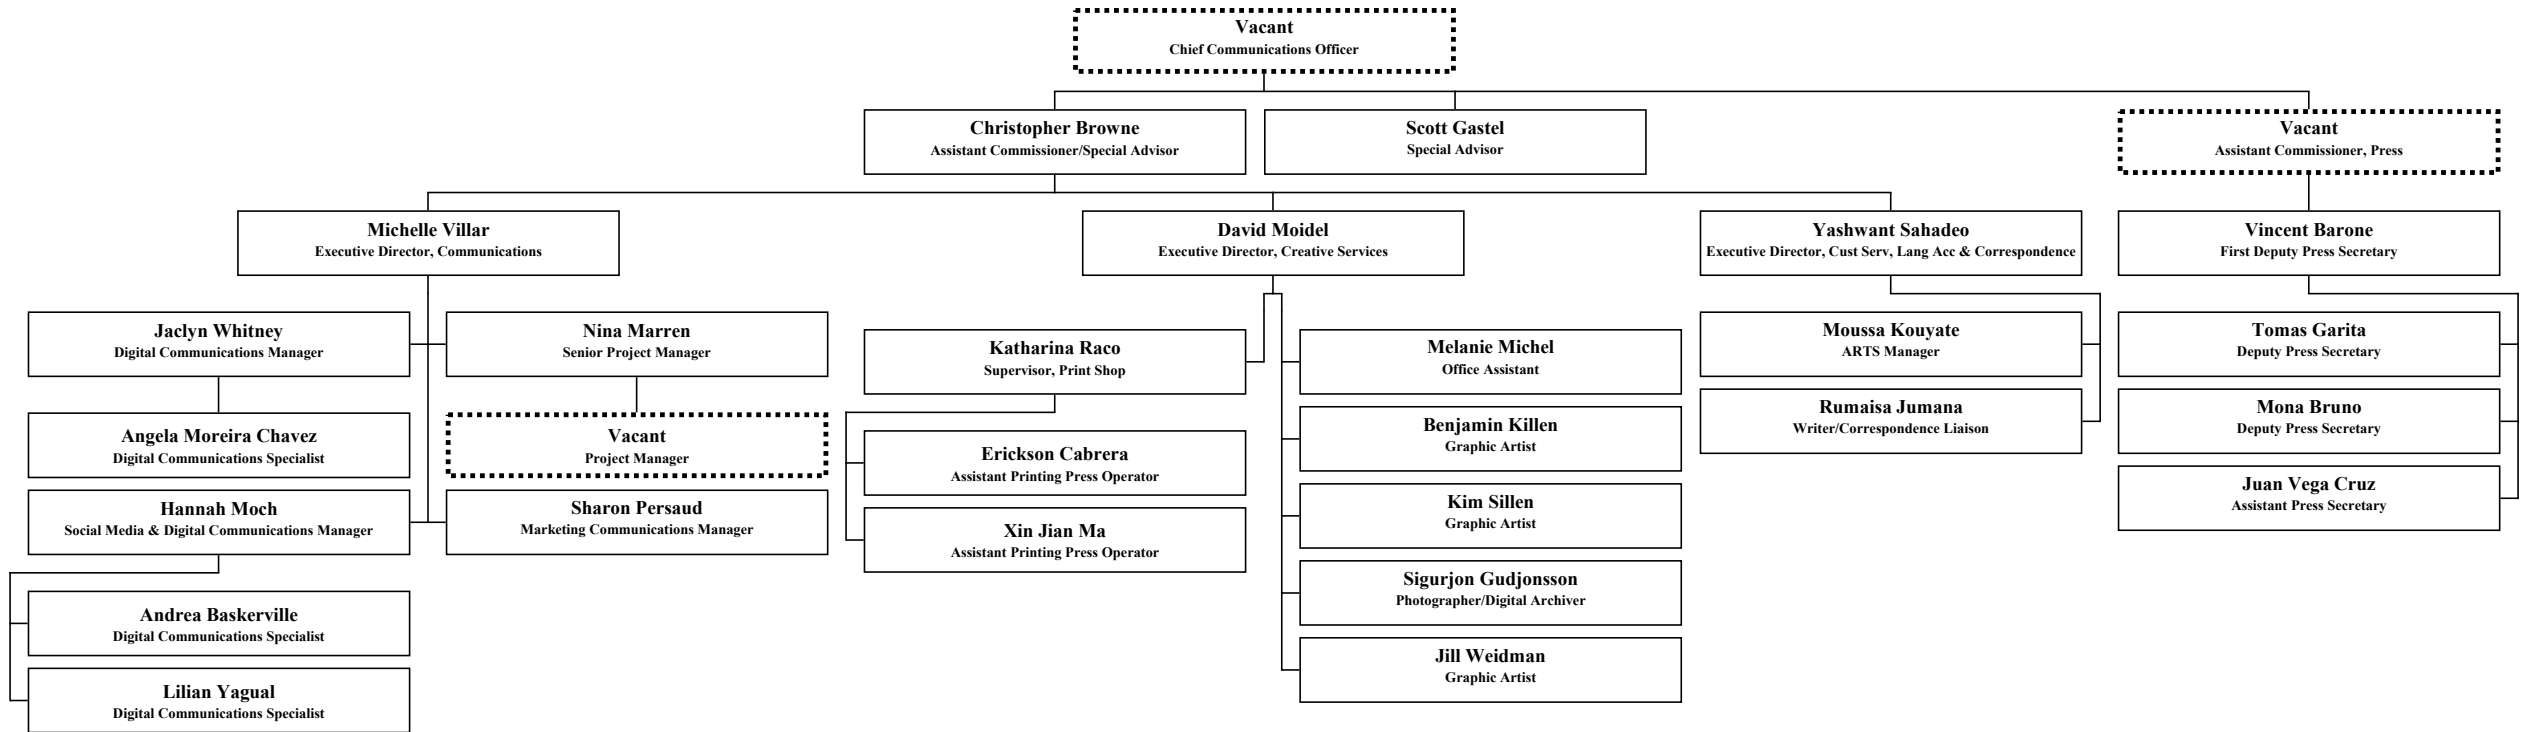 Vacant
Chief Communications Officer
Christopher Browne
Assistant Commissioner/Special Advisor
Scott Gastel
Special Advisor
Vacant
Assistant Commissioner, Press
Michelle Villar
Executive Director, Communications
David Moidel
Executive Director, Creative Services
Yashwant Sahadeo
Executive Director, Cust Serv, Lang Acc & Correspondence
Vincent Barone
First Deputy Press Secretary
Jaclyn Whitney
Digital Communications Manager
Nina Marren
Senior Project Manager
Angela Moreira Chavez
Digital Communications Specialist
Vacant
Project Manager
Hannah Moch
Social Media & Digital Communications Manager
Sharon Persaud
Marketing Communications Manager
Andrea Baskerville
Digital Communications Specialist
Lilian Yagual
Digital Communications Specialist
Katharina Raco
Supervisor, Print Shop
Erickson Cabrera
Assistant Printing Press Operator
Xin Jian Ma
Assistant Printing Press Operator
Melanie Michel
Office Assistant
Benjamin Killen
Graphic Artist
Kim Sillen
Graphic Artist
Sigurjon Gudjonsson
Photographer/Digital Archiver
Jill Weidman
Graphic Artist
Moussa Kouyate
ARTS Manager
Rumaisa Jumana
Writer/Correspondence Liaison
Tomas Garita
Deputy Press Secretary
Mona Bruno
Deputy Press Secretary
Juan Vega Cruz
Assistant Press Secretary